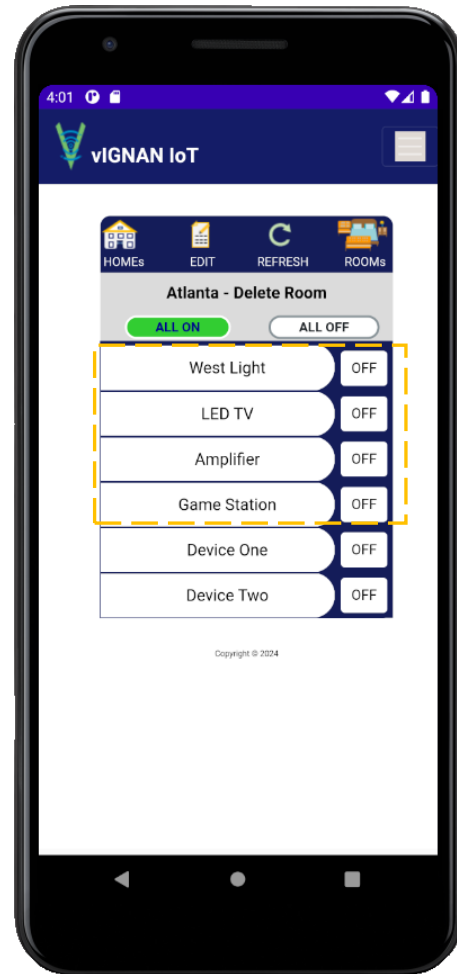 4:01
vIGNAN IoT
HOMEs EDIT REFRESH ROOMs
Atlanta - Delete Room
ALL ON ALL OFF
West Light OFF
LED TV OFF
Amplifier OFF
Game Station OFF
Device One OFF
Device Two OFF
Copyright © 2024